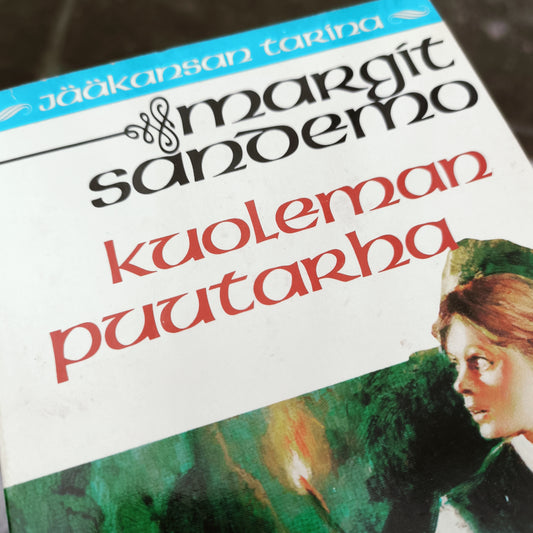 Jääkansan tarina
margit
sandemo
kuoleman
puutarha